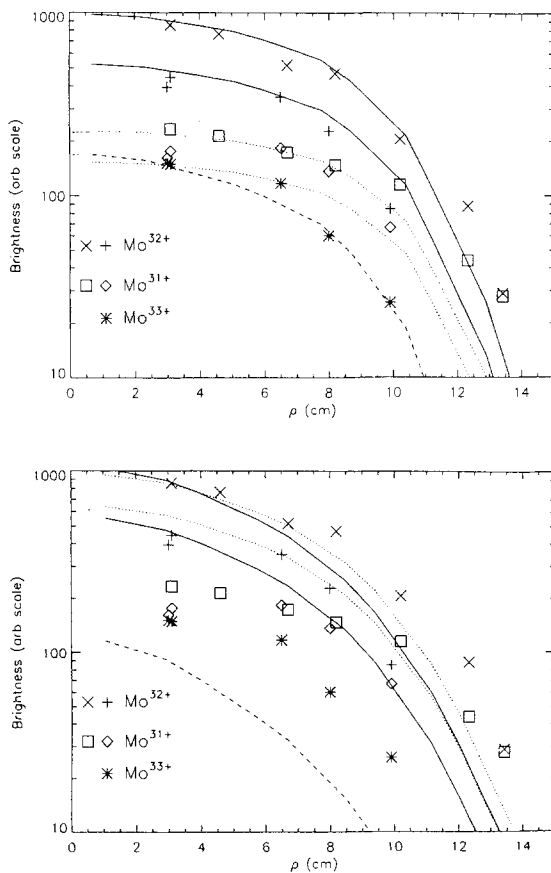 1000
100
10
Brightness (orb scale)
× + Mo32+
□ ◇ Mo31+
✳ Mo33+
0 2 4 6 8 10 12 14
ρ (cm)
1000
100
10
Brightness (arb scale)
× + Mo32+
□ ◇ Mo31+
✳ Mo33+
0 2 4 6 8 10 12 14
ρ (cm)